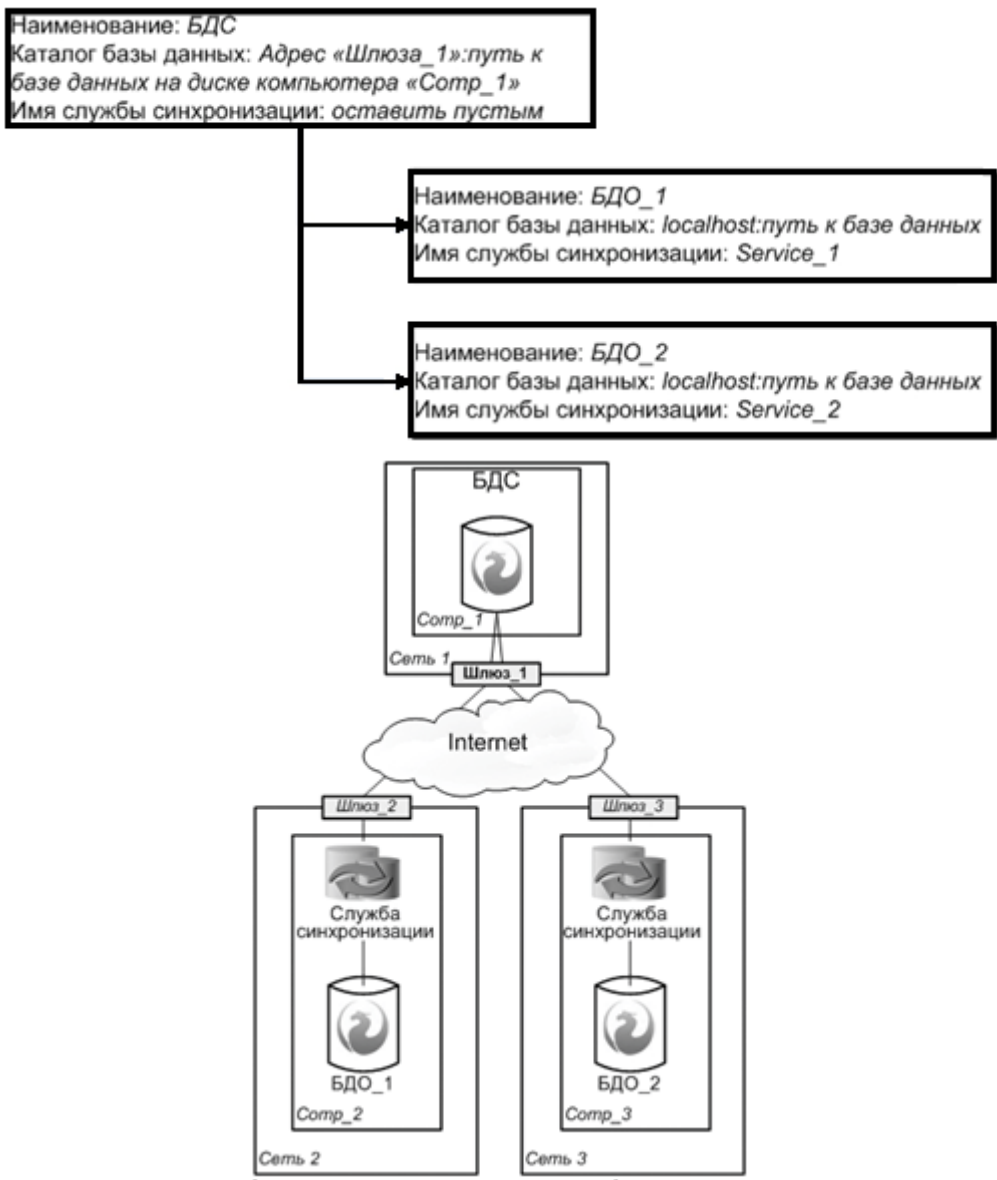 Наименование: БДС
Каталог базы данных: Адрес «Шлюза_1»:путь к
базе данных на диске компьютера «Comp_1»
Имя службы синхронизации: оставить пустым
Наименование: БДО_1
Каталог базы данных: localhost:путь к базе данных
Имя службы синхронизации: Service_1
Наименование: БДО_2
Каталог базы данных: localhost:путь к базе данных
Имя службы синхронизации: Service_2
БДС
Comp_1
Сеть 1
Шлюз_1
Internet
Шлюз_2
Служба
синхронизации
БДО_1
Comp_2
Сеть 2
Шлюз_3
Служба
синхронизации
БДО_2
Comp_3
Сеть 3